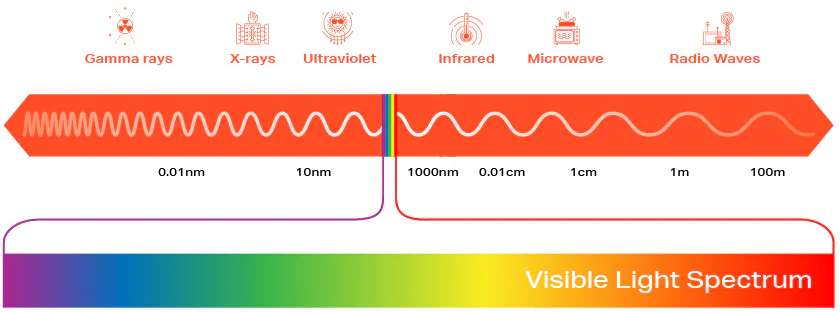 Gamma rays X-rays Ultraviolet Infrared Microwave Radio Waves
0.01nm 10nm 1000nm 0.01cm 1cm 1m 100m
Visible Light Spectrum